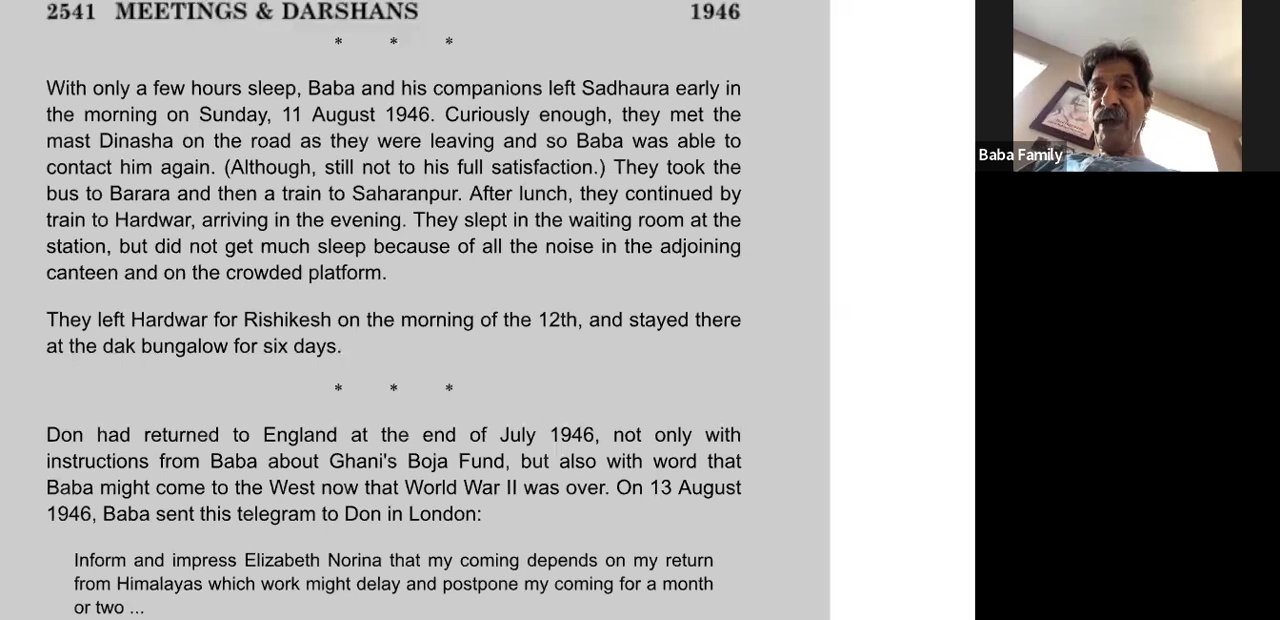 2541 MEETINGS & DARSHANS 1946
* * *
With only a few hours sleep, Baba and his companions left Sadhaura early in
the morning on Sunday, 11 August 1946. Curiously enough, they met the
mast Dinasha on the road as they were leaving and so Baba was able to
contact him again. (Although, still not to his full satisfaction.) They took the
bus to Barara and then a train to Saharanpur. After lunch, they continued by
train to Hardwar, arriving in the evening. They slept in the waiting room at the
station, but did not get much sleep because of all the noise in the adjoining
canteen and on the crowded platform.
They left Hardwar for Rishikesh on the morning of the 12th, and stayed there
at the dak bungalow for six days.
* * *
Don had returned to England at the end of July 1946, not only with
instructions from Baba about Ghani's Boja Fund, but also with word that
Baba might come to the West now that World War II was over. On 13 August
1946, Baba sent this telegram to Don in London:
Inform and impress Elizabeth Norina that my coming depends on my return
from Himalayas which work might delay and postpone my coming for a month
or two ...
Baba Family